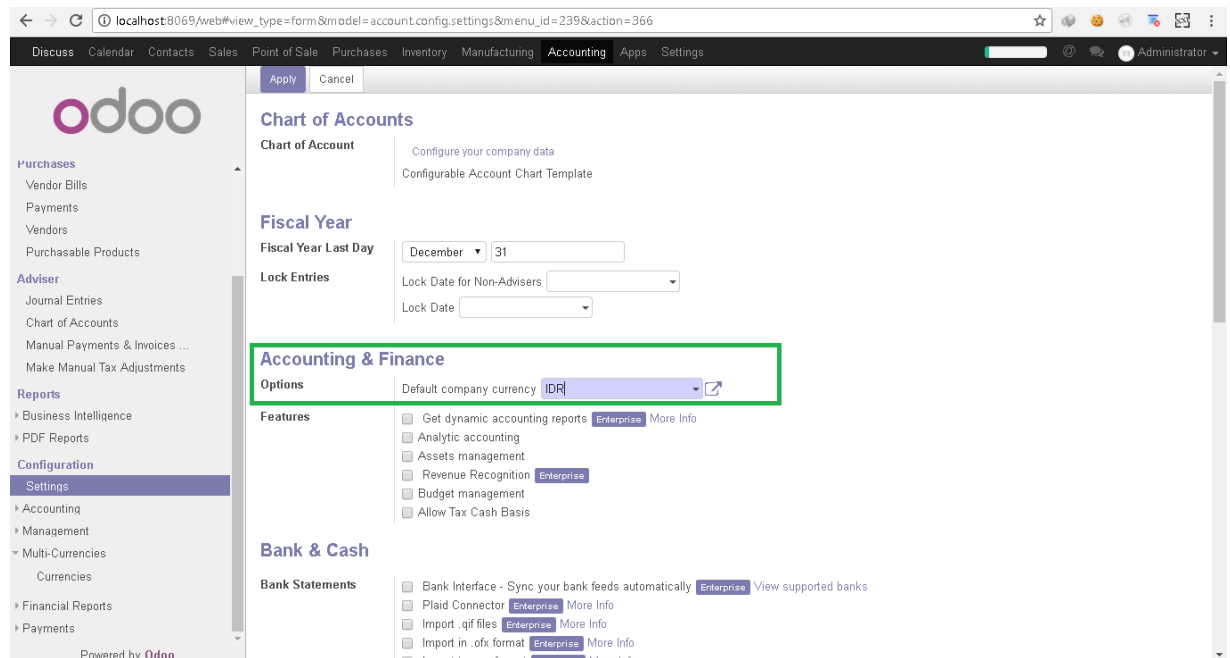 localhost:8069/web#view_type=form&model=account.config.settings&menu_id=239&action=366
Discuss Calendar Contacts Sales Point of Sale Purchases Inventory Manufacturing Accounting Apps Settings @ Administrator
Apply Cancel
odoo
Purchases
Vendor Bills
Payments
Vendors
Purchasable Products
Adviser
Journal Entries
Chart of Accounts
Manual Payments & Invoices ...
Make Manual Tax Adjustments
Reports
Business Intelligence
PDF Reports
Configuration
Settings
Accounting
Management
Multi-Currencies
Currencies
Financial Reports
Payments
Powered by Odoo
Chart of Accounts
Chart of Account
Configure your company data
Configurable Account Chart Template
Fiscal Year
Fiscal Year Last Day December 31
Lock Entries Lock Date for Non-Advisers
Lock Date
Accounting & Finance
Options Default company currency IDR
Features Get dynamic accounting reports Enterprise More Info
Analytic accounting
Assets management
Revenue Recognition Enterprise
Budget management
Allow Tax Cash Basis
Bank & Cash
Bank Statements Bank Interface - Sync your bank feeds automatically Enterprise View supported banks
Plaid Connector Enterprise More Info
Import .qif files Enterprise More Info
Import in .ofx format Enterprise More Info